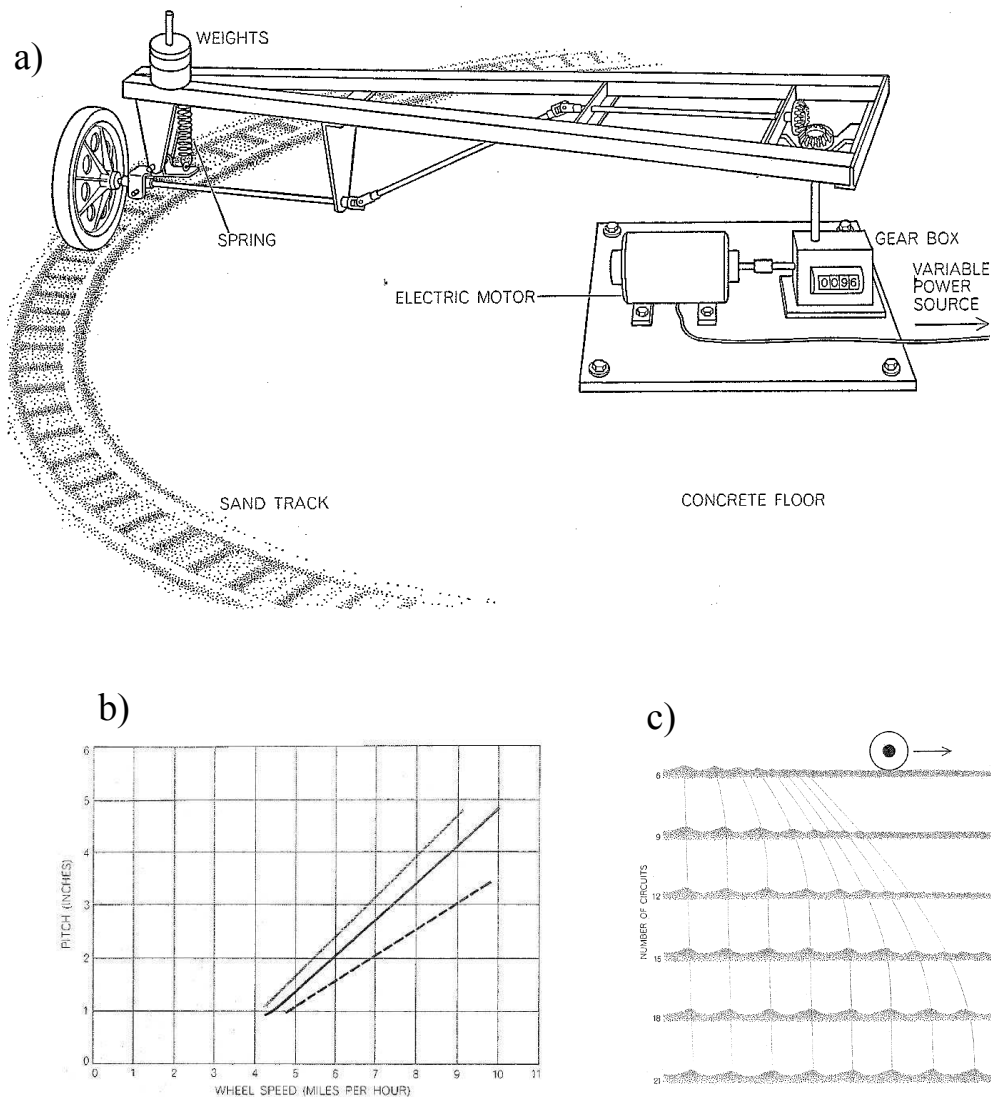 a)
WEIGHTS
SPRING
ELECTRIC MOTOR
GEAR BOX
0096
VARIABLE
POWER
SOURCE
SAND TRACK
CONCRETE FLOOR
b)
6
5
4
3
2
1
0
PITCH (INCHES)
0 1 2 3 4 5 6 7 8 9 10 11
WHEEL SPEED (MILES PER HOUR)
c)
NUMBER OF CIRCUITS
6
9
12
15
18
21